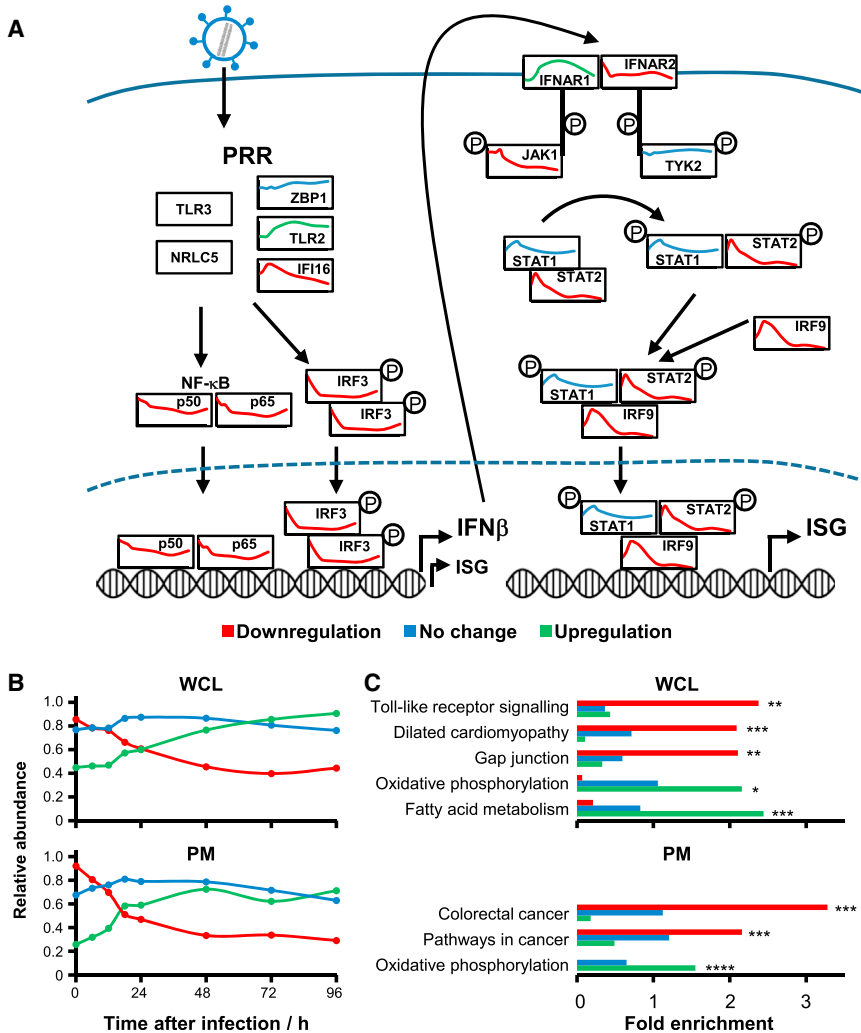 A
IFNAR1
IFNAR2
P
P
P
JAK1
P
TYK2
PRR
ZBP1
TLR3
TLR2
NRLC5
IFI16
STAT1
STAT2
P
STAT1
STAT2
P
IRF9
NF-κB
p50
p65
IRF3
P
IRF3
P
P
STAT1
STAT2
P
IRF9
p50
p65
IRF3
P
IRF3
P
IFNβ
ISG
P
STAT1
STAT2
P
IRF9
ISG
Downregulation No change Upregulation
B
WCL
1.0
0.8
0.6
0.4
0.2
0
PM
1.0
0.8
0.6
0.4
0.2
0
0 24 48 72 96
Relative abundance
Time after infection / h
C
WCL
Toll-like receptor signalling **
Dilated cardiomyopathy ***
Gap junction **
Oxidative phosphorylation *
Fatty acid metabolism ***
PM
Colorectal cancer ***
Pathways in cancer ***
Oxidative phosphorylation ****
0 1 2 3
Fold enrichment